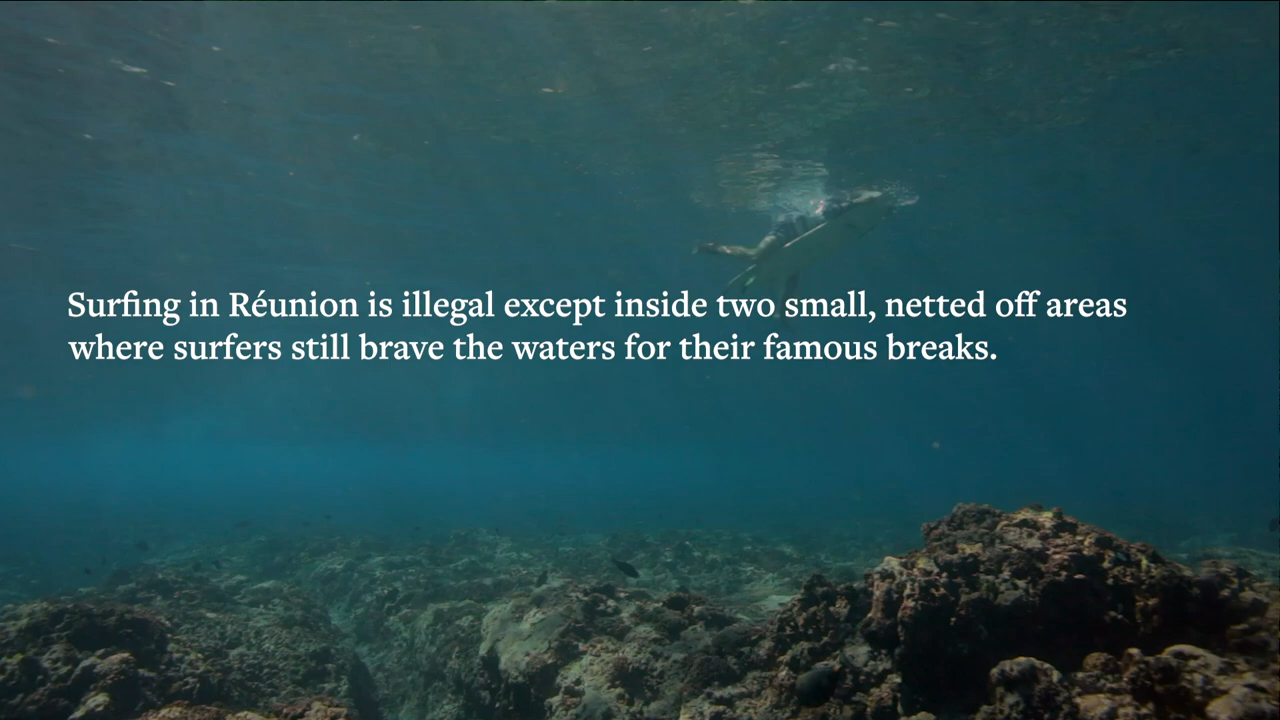 Surfing in Réunion is illegal except inside two small, netted off areas
where surfers still brave the waters for their famous breaks.